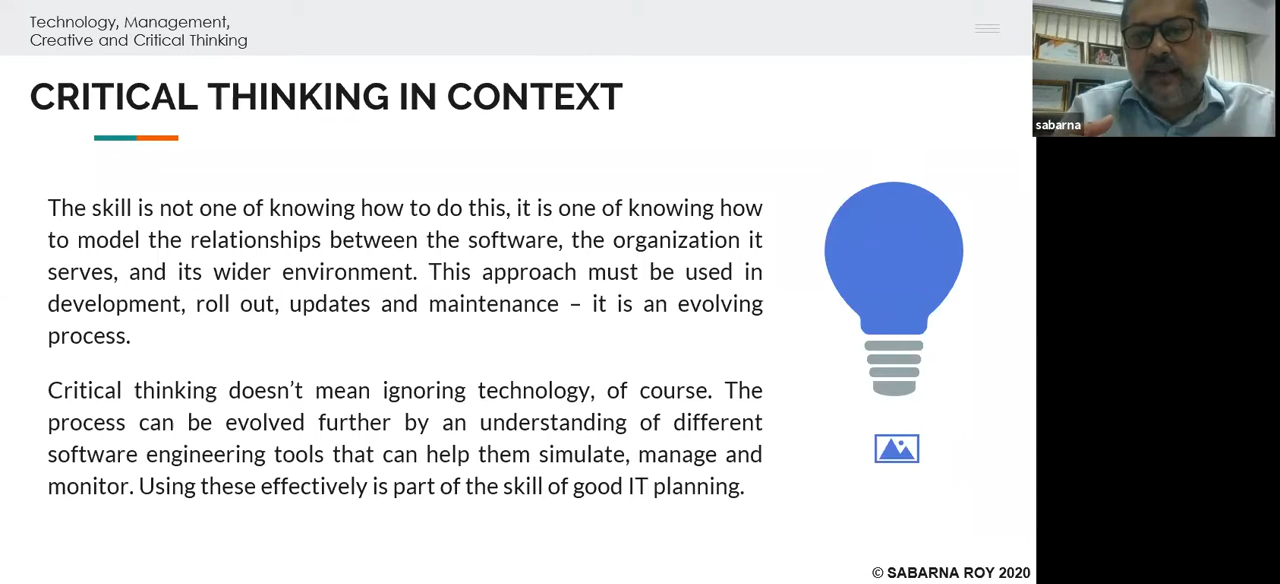 Technology, Management,
Creative and Critical Thinking
CRITICAL THINKING IN CONTEXT
sabarna
The skill is not one of knowing how to do this, it is one of knowing how
to model the relationships between the software, the organization it
serves, and its wider environment. This approach must be used in
development, roll out, updates and maintenance – it is an evolving
process.
Critical thinking doesn’t mean ignoring technology, of course. The
process can be evolved further by an understanding of different
software engineering tools that can help them simulate, manage and
monitor. Using these effectively is part of the skill of good IT planning.
© SABARNA ROY 2020